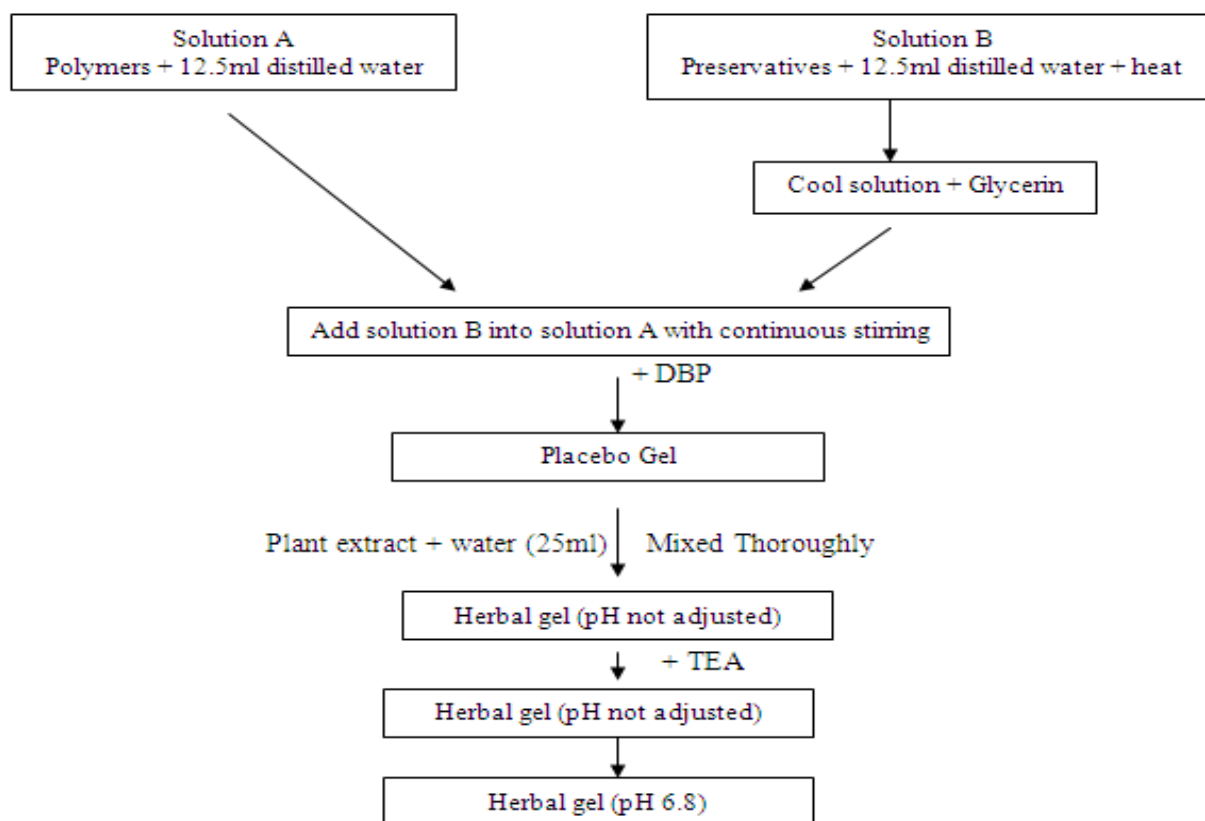 Solution A
Polymers + 12.5ml distilled water
Solution B
Preservatives + 12.5ml distilled water + heat
Cool solution + Glycerin
Add solution B into solution A with continuous stirring
+ DBP
Placebo Gel
Plant extract + water (25ml) Mixed Thoroughly
Herbal gel (pH not adjusted)
+ TEA
Herbal gel (pH not adjusted)
Herbal gel (pH 6.8)